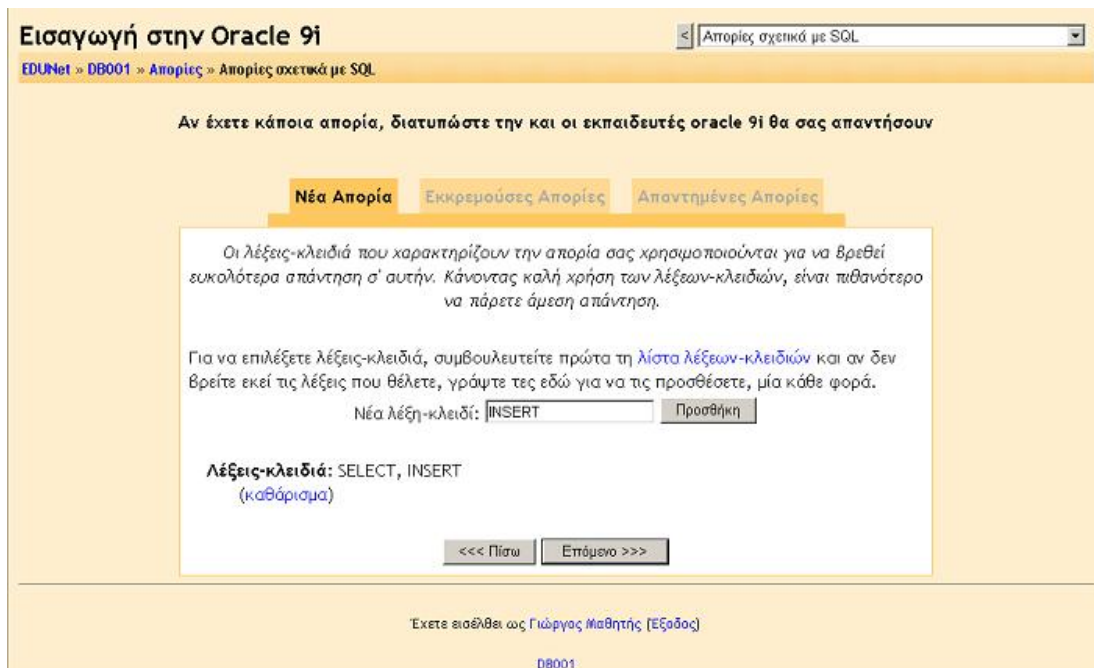 Εισαγωγή στην Oracle 9i
< Απορίες σχετικά με SQL
EDUNet » DB001 » Απορίες » Απορίες σχετικά με SQL
Αν έχετε κάποια απορία, διατυπώστε την και οι εκπαιδευτές oracle 9i θα σας απαντήσουν
Νέα Απορία Εκκρεμούσες Απορίες Απαντημένες Απορίες
Οι λέξεις-κλειδιά που χαρακτηρίζουν την απορία σας χρησιμοποιούνται για να βρεθεί
ευκολότερα απάντηση σ' αυτήν. Κάνοντας καλή χρήση των λέξεων-κλειδιών, είναι πιθανότερο
να πάρετε άμεση απάντηση.
Για να επιλέξετε λέξεις-κλειδιά, συμβουλευτείτε πρώτα τη λίστα λέξεων-κλειδιών και αν δεν
βρείτε εκεί τις λέξεις που θέλετε, γράψτε τες εδώ για να τις προσθέσετε, μία κάθε φορά.
Νέα λέξη-κλειδί: INSERT Προσθήκη
Λέξεις-κλειδιά: SELECT, INSERT
(καθάρισμα)
<<< Πίσω Επόμενο >>>
Έχετε εισέλθει ως Γιώργος Μαθητής (Έξοδος)
DB001